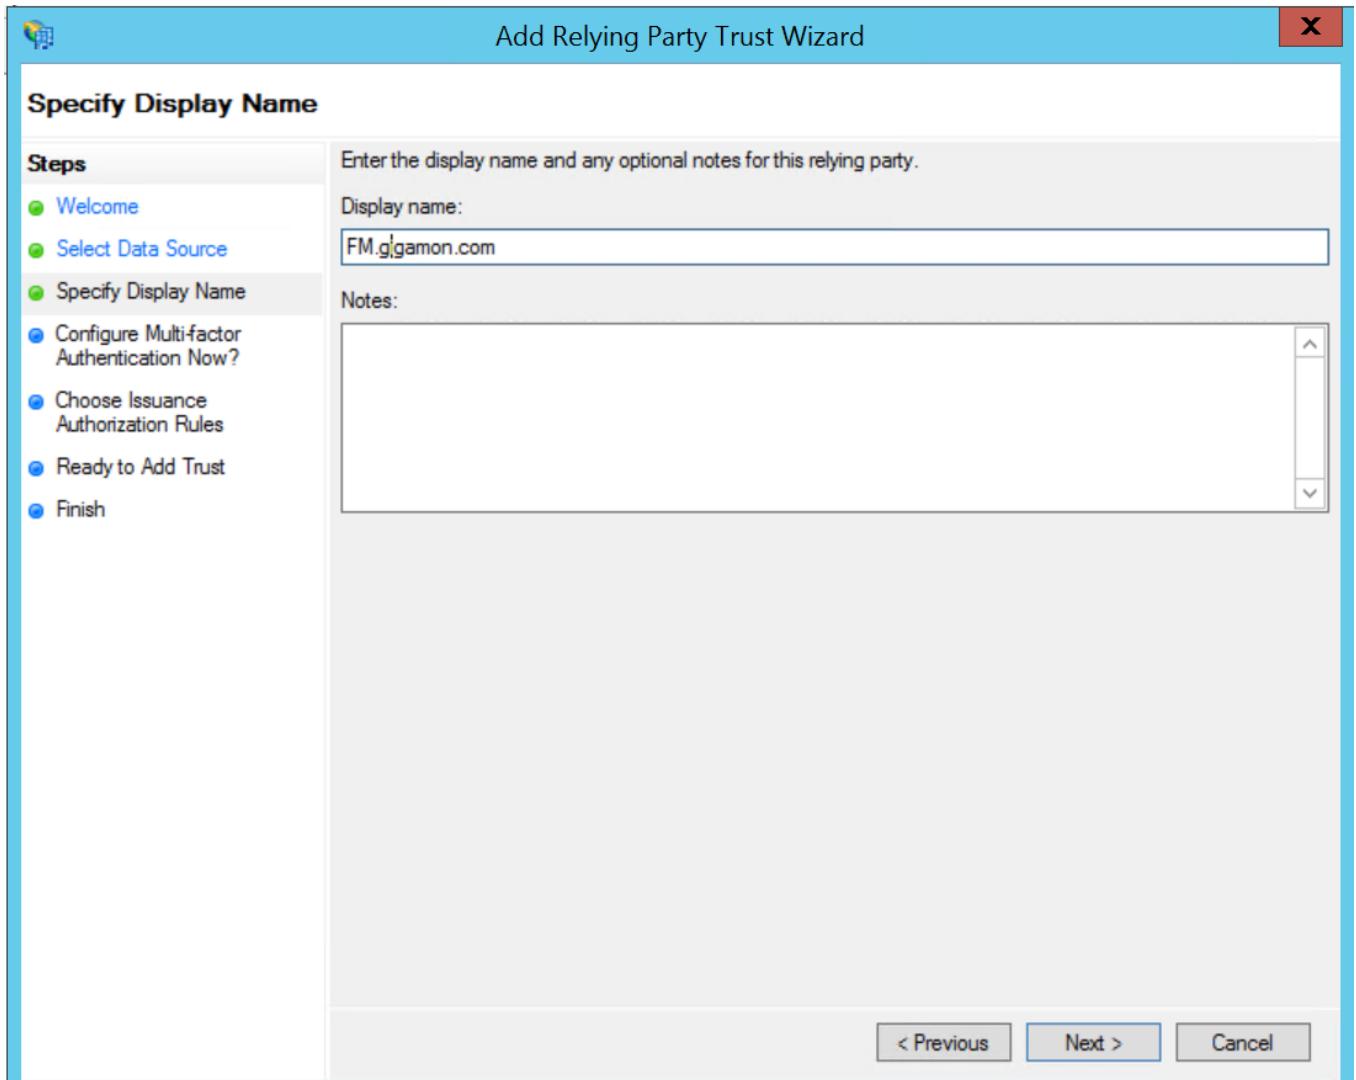 Add Relying Party Trust Wizard
X
Specify Display Name
Steps
Welcome
Select Data Source
Specify Display Name
Configure Multi-factor
Authentication Now?
Choose Issuance
Authorization Rules
Ready to Add Trust
Finish
Enter the display name and any optional notes for this relying party.
Display name:
FM.gigamon.com
Notes:
< Previous
Next >
Cancel